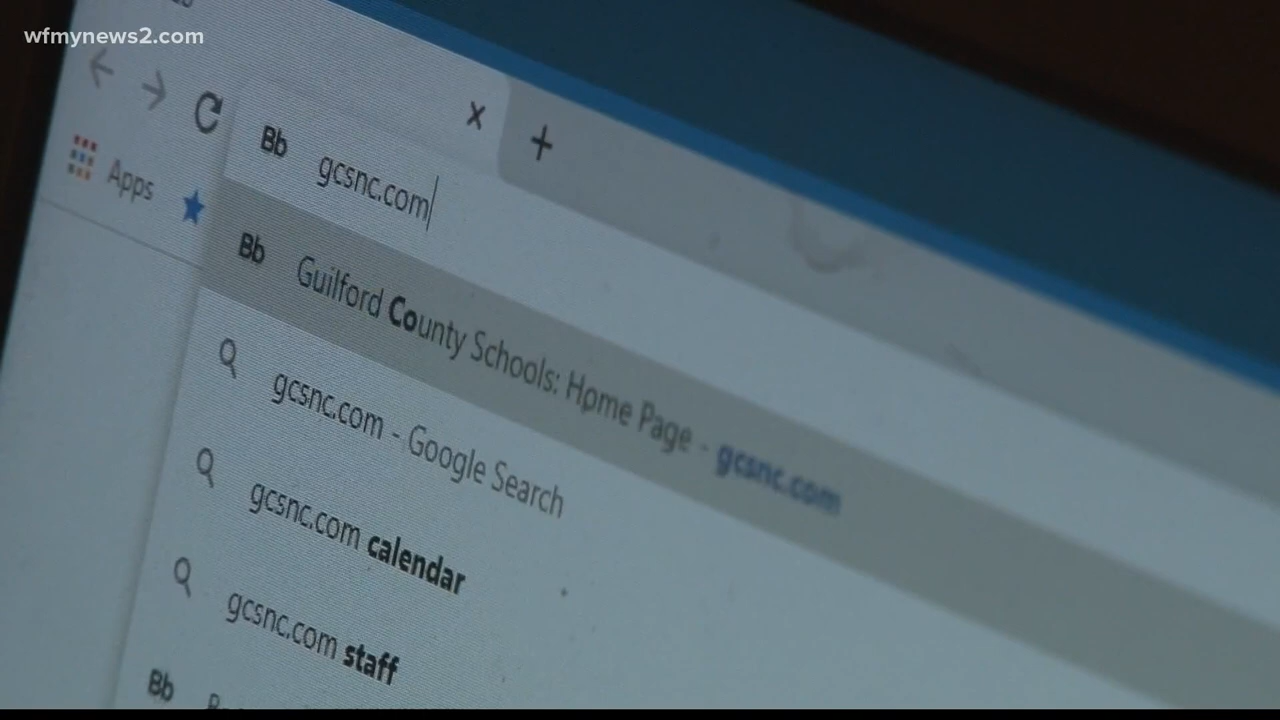 wfmynews2.com
Bb gcsnc.com
Apps
Bb Guilford County Schools: Home Page - gcsnc.com
gcsnc.com - Google Search
gcsnc.com calendar
gcsnc.com staff
Bb